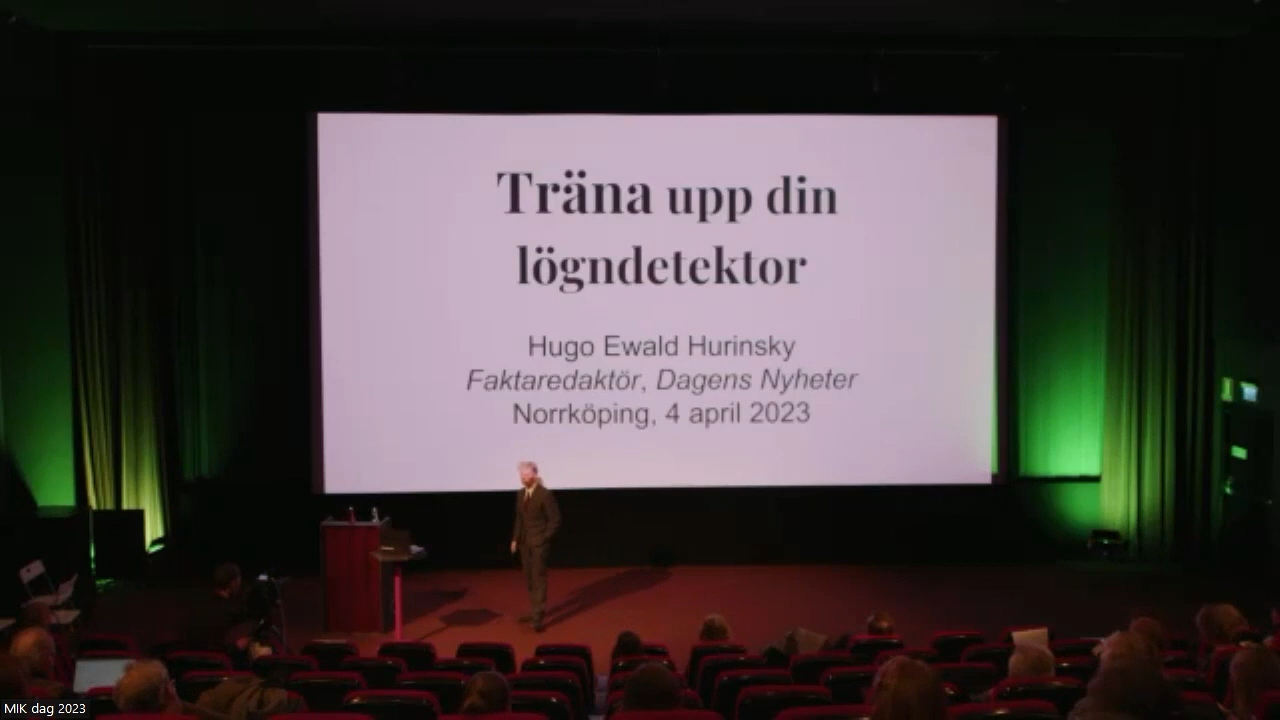 Träna upp din
lögndetektor
Hugo Ewald Hurinsky
Faktaredaktör, Dagens Nyheter
Norrköping, 4 april 2023
MIK dag 2023